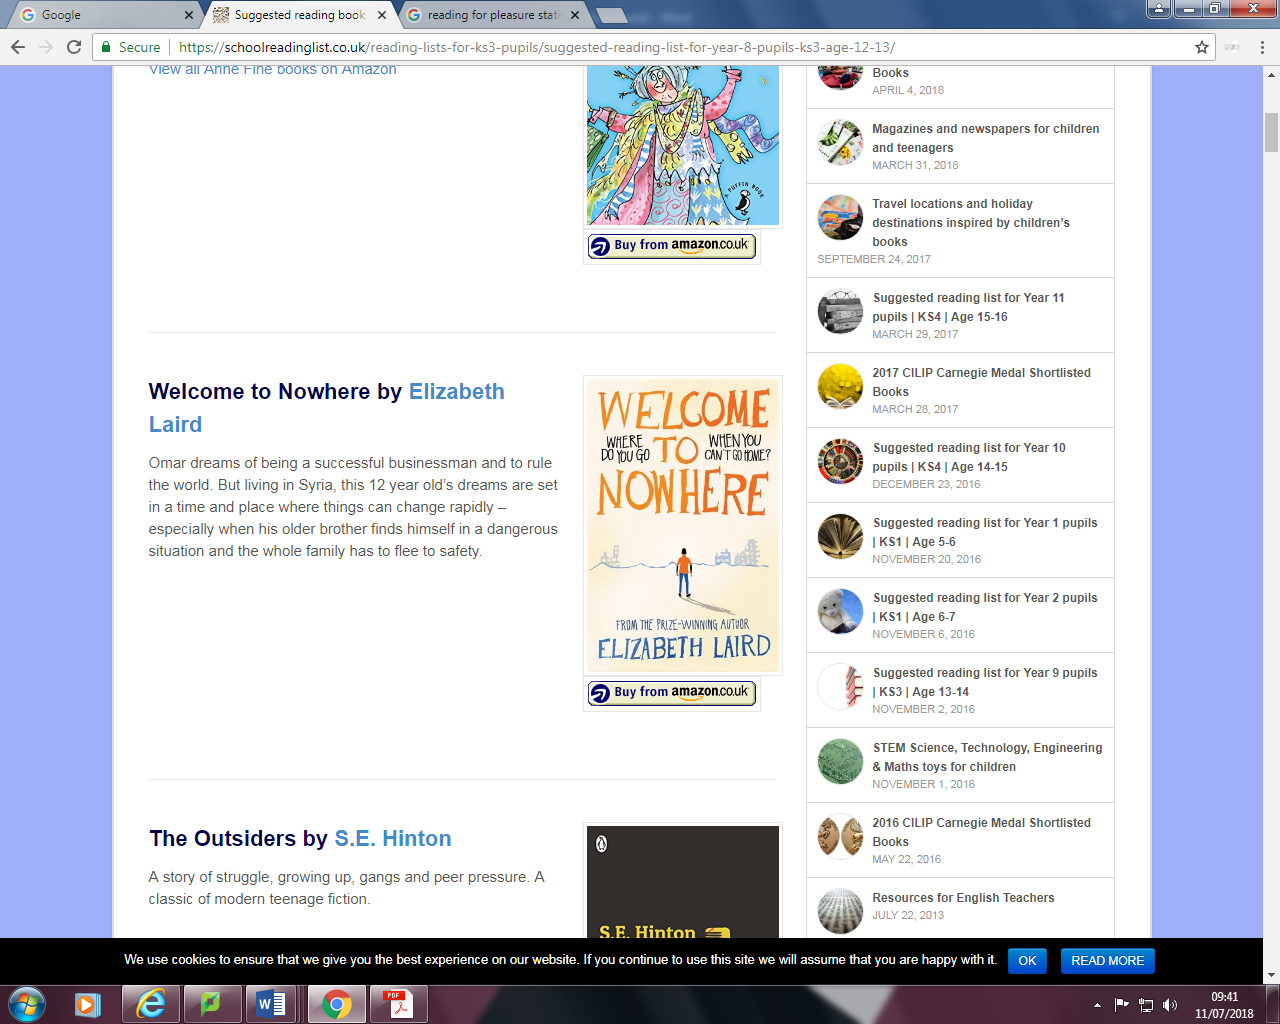 Google
Suggested reading book
reading for pleasure stat
Secure
https://schoolreadinglist.co.uk/reading-lists-for-ks3-pupils/suggested-reading-list-for-year-8-pupils-ks3-age-12-13/
View all Anne Fine books on Amazon
A PUFFIN BOOK
Buy from amazon.co.uk
Welcome to Nowhere by Elizabeth
Laird
Omar dreams of being a successful businessman and to rule
the world. But living in Syria, this 12 year old's dreams are set
in a time and place where things can change rapidly –
especially when his older brother finds himself in a dangerous
situation and the whole family has to flee to safety.
WELCOME
WHERE DO YOU GO TO WHEN YOU CAN'T GO HOME?
NOWHERE
FROM THE PRIZE-WINNING AUTHOR
ELIZABETH LAIRD
Buy from amazon.co.uk
The Outsiders by S.E. Hinton
A story of struggle, growing up, gangs and peer pressure. A
classic of modern teenage fiction.
S.E. Hinton
Books
APRIL 4, 2018
Magazines and newspapers for children
and teenagers
MARCH 31, 2018
Travel locations and holiday
destinations inspired by children's
books
SEPTEMBER 24, 2017
Suggested reading list for Year 11
pupils | KS4 | Age 15-16
MARCH 29, 2017
2017 CILIP Carnegie Medal Shortlisted
Books
MARCH 28, 2017
Suggested reading list for Year 10
pupils | KS4 | Age 14-15
DECEMBER 23, 2016
Suggested reading list for Year 1 pupils
| KS1 | Age 5-6
NOVEMBER 20, 2016
Suggested reading list for Year 2 pupils
| KS1 | Age 6-7
NOVEMBER 6, 2016
Suggested reading list for Year 9 pupils
| KS3 | Age 13-14
NOVEMBER 2, 2016
STEM Science, Technology, Engineering
& Maths toys for children
NOVEMBER 1, 2016
2016 CILIP Carnegie Medal Shortlisted
Books
MAY 22, 2016
Resources for English Teachers
JULY 22, 2013
We use cookies to ensure that we give you the best experience on our website. If you continue to use this site we will assume that you are happy with it. OK READ MORE
PDF
09:41
11/07/2018